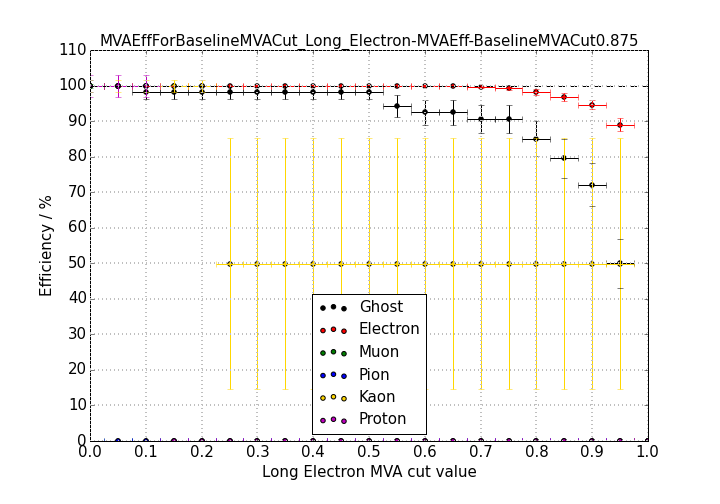 MVAEffForBaselineMVACut_Long_Electron-MVAEff-BaselineMVACut0.875
110
100
90
80
70
60
50
40
30
20
10
0
Efficiency / %
Ghost
Electron
Muon
Pion
Kaon
Proton
0.0 0.1 0.2 0.3 0.4 0.5 0.6 0.7 0.8 0.9 1.0
Long Electron MVA cut value